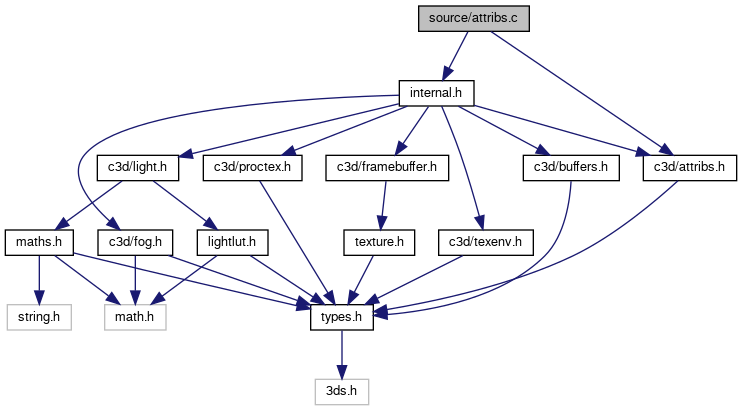 source/attribs.c
internal.h
c3d/light.h
c3d/proctex.h
c3d/framebuffer.h
c3d/buffers.h
c3d/attribs.h
maths.h
c3d/fog.h
lightlut.h
texture.h
c3d/texenv.h
string.h
math.h
types.h
3ds.h